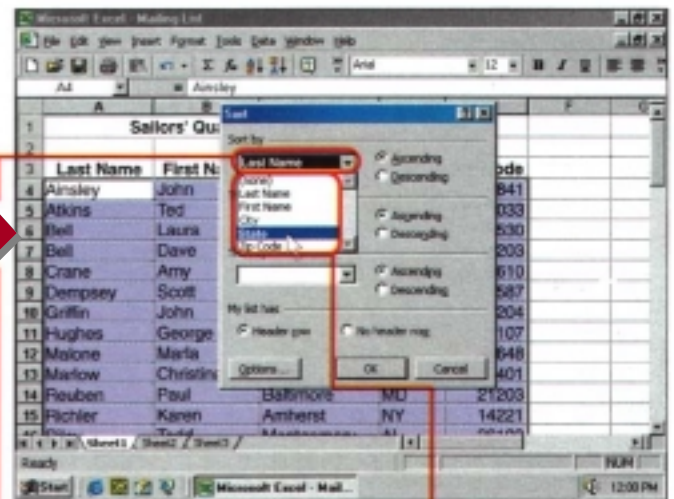 Microsoft Excel - Mailing List
File Edit View Insert Format Tools Data Window Help
Arial 12 B I U
A4 = Ainsley
A B F G
1 Sailors' Qua
2
3 Last Name First N ode
4 Ainsley John 841
5 Atkins Ted 033
6 Bell Laura 530
7 Bell Dave 203
8 Crane Amy 610
9 Dempsey Scott 587
10 Griffin John 204
11 Hughes George 107
12 Malone Marla 648
13 Marlow Christine 401
14 Reuben Paul Baltimore MD 21203
15 Richler Karen Amherst NY 14221
Sort
Sort by
Last Name Ascending
Descending
(none)
Last Name
First Name
City
State
Zip Code
Ascending
Descending
Ascending
Descending
My list has
Header row No header row
Options... OK Cancel
Sheet1 / Sheet2 / Sheet3 /
Ready NUM
Start Microsoft Excel - Mail... 12:00 PM